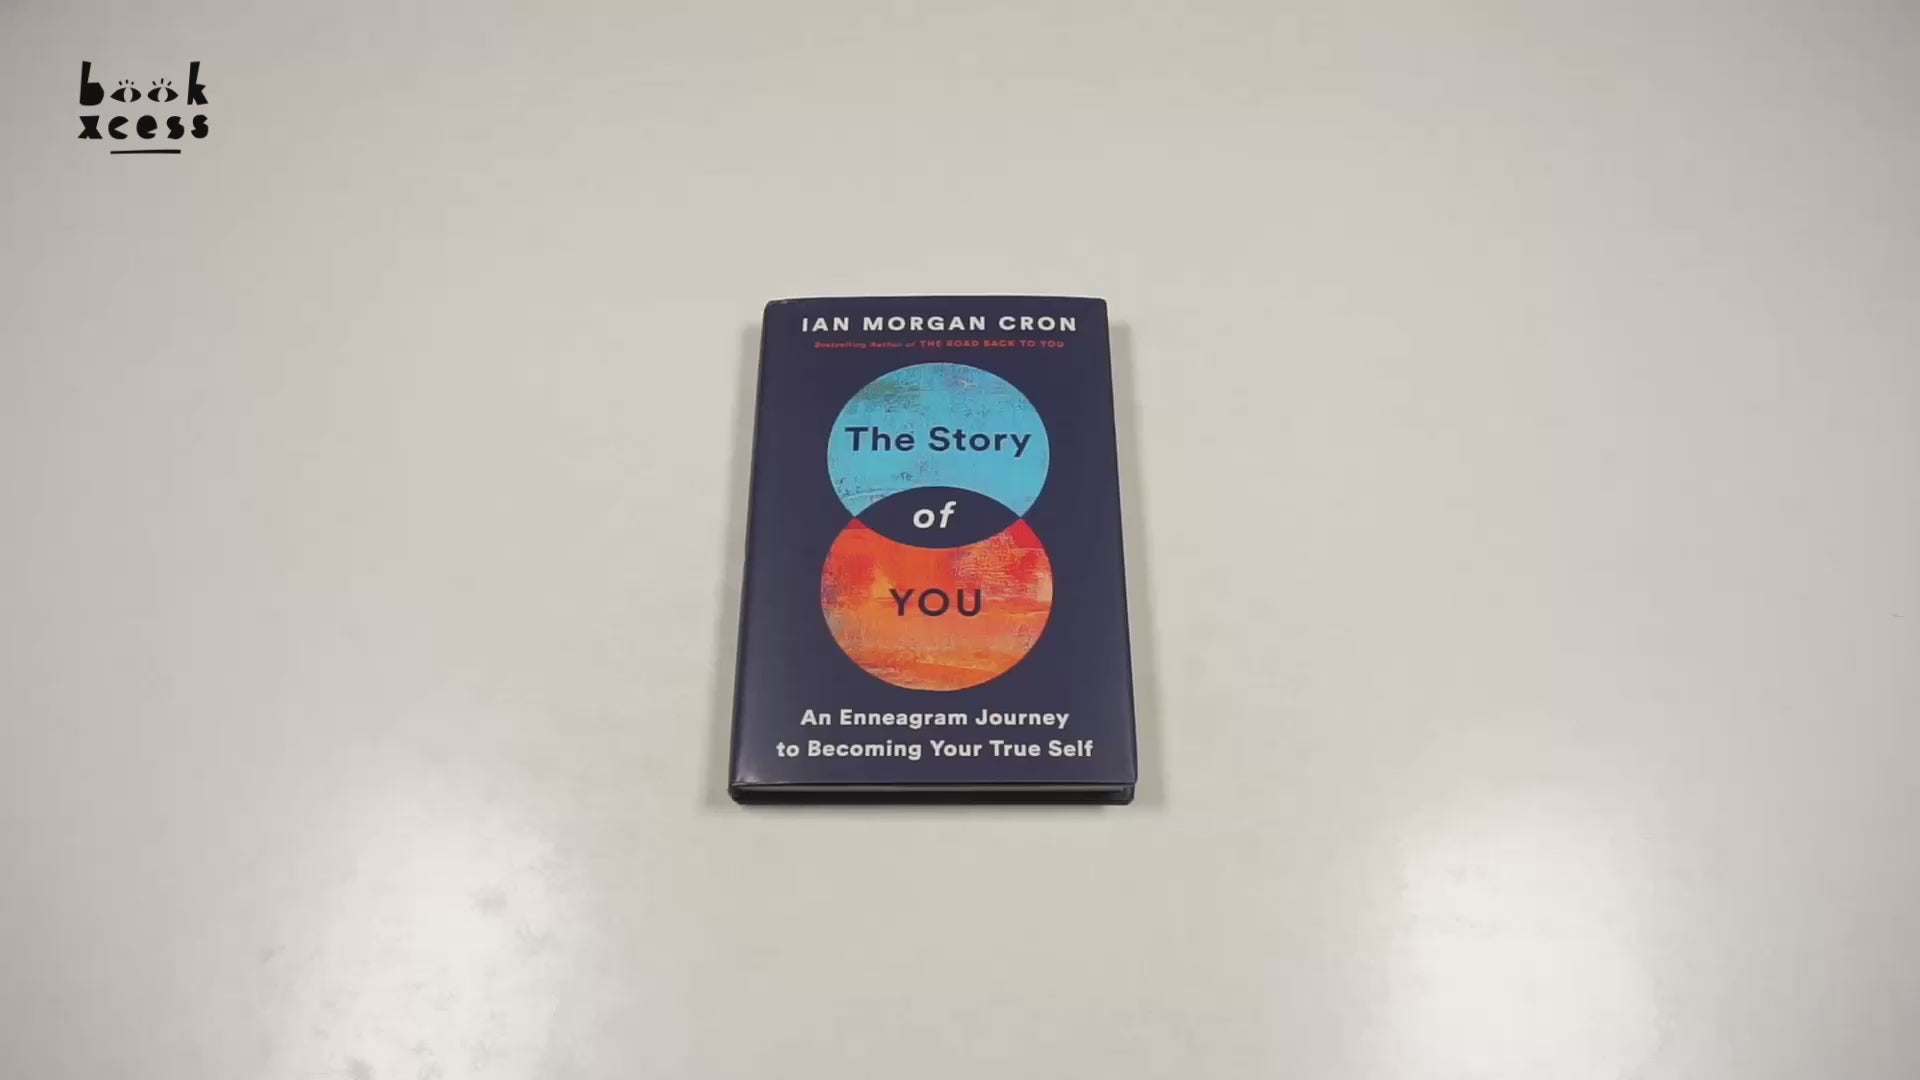 book
xcess
IAN MORGAN CRON
Bestselling Author of THE ROAD BACK TO YOU
The Story
of
YOU
An Enneagram Journey
to Becoming Your True Self